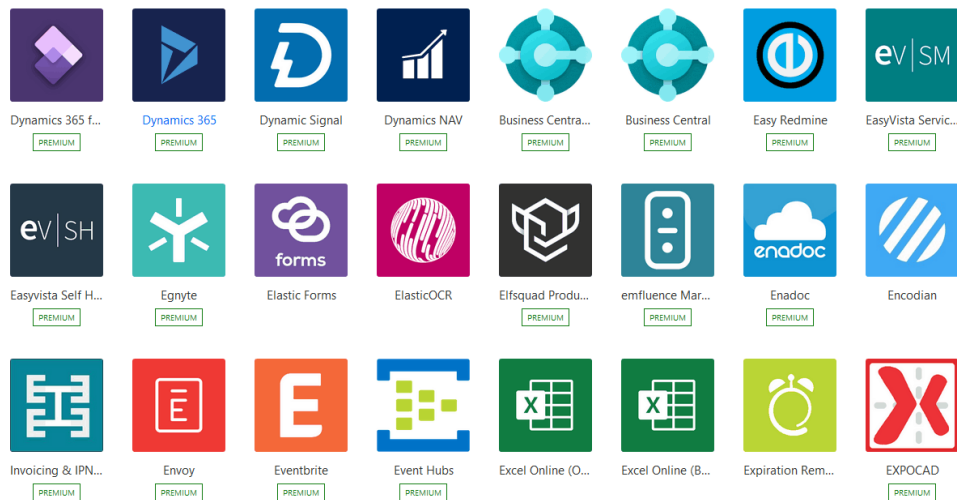 eV|SM
Dynamics 365 f... Dynamics 365 Dynamic Signal Dynamics NAV Business Centra... Business Central Easy Redmine EasyVista Servic...
PREMIUM PREMIUM PREMIUM PREMIUM PREMIUM PREMIUM PREMIUM PREMIUM
eV|SH forms enadoc
Easyvista Self H... Egnyte Elastic Forms ElasticOCR Elfsquad Produ... emfluence Mar... Enadoc Encodian
PREMIUM PREMIUM PREMIUM PREMIUM PREMIUM
E E X X
Invoicing & IPN... Envoy Eventbrite Event Hubs Excel Online (O... Excel Online (B... Expiration Rem... EXPOCAD
PREMIUM PREMIUM PREMIUM PREMIUM PREMIUM